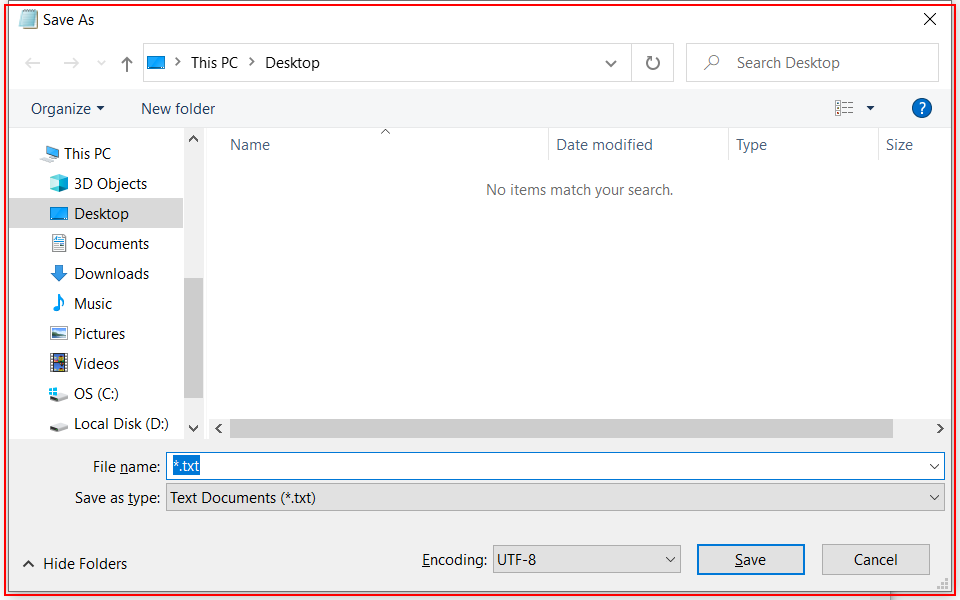 Save As
This PC > Desktop
Search Desktop
Organize
New folder
?
Name
Date modified
Type
Size
No items match your search.
This PC
3D Objects
Desktop
Documents
Downloads
Music
Pictures
Videos
OS (C:)
Local Disk (D:)
File name: *.txt
Save as type: Text Documents (*.txt)
Hide Folders
Encoding: UTF-8
Save
Cancel